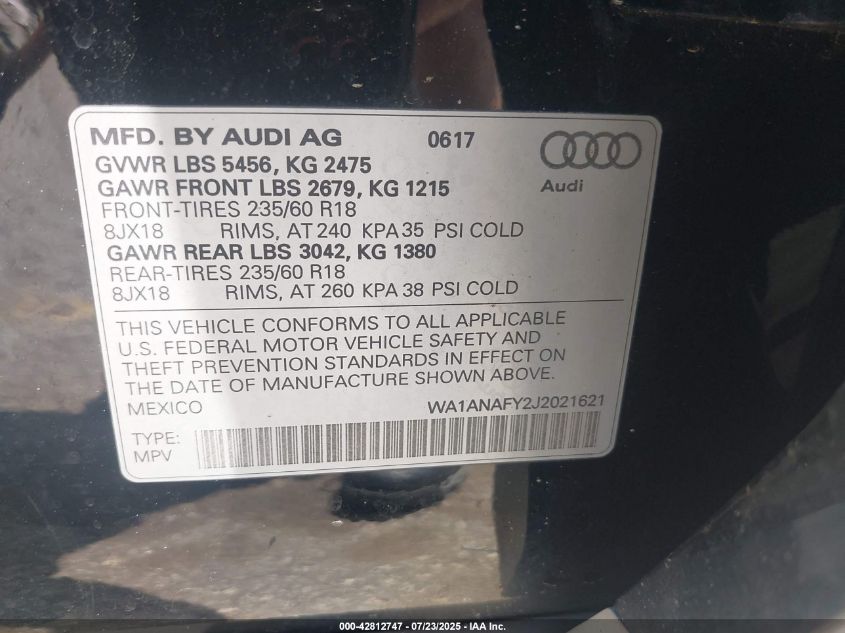 MFD. BY AUDI AG 0617
GVWR LBS 5456, KG 2475
GAWR FRONT LBS 2679, KG 1215
Audi
FRONT-TIRES 235/60 R18
8JX18 RIMS, AT 240 KPA 35 PSI COLD
GAWR REAR LBS 3042, KG 1380
REAR-TIRES 235/60 R18
8JX18 RIMS, AT 260 KPA 38 PSI COLD
THIS VEHICLE CONFORMS TO ALL APPLICABLE
U.S. FEDERAL MOTOR VEHICLE SAFETY AND
THEFT PREVENTION STANDARDS IN EFFECT ON
THE DATE OF MANUFACTURE SHOWN ABOVE.
MEXICO WA1ANAFY2J2021621
TYPE:
MPV
000-42812747 - 07/23/2025 - IAA Inc.